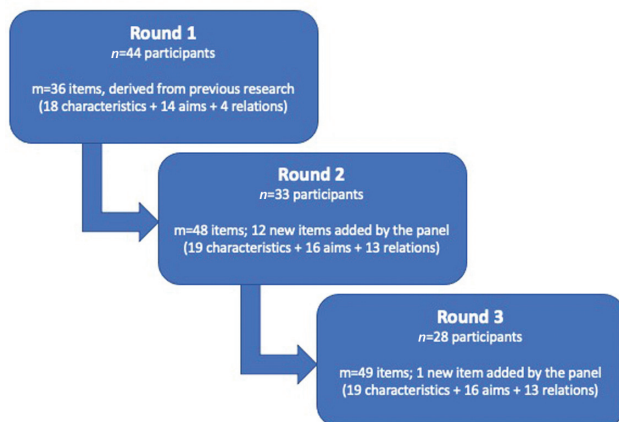 Round 1
n=44 participants
m=36 items, derived from previous research
(18 characteristics + 14 aims + 4 relations)
Round 2
n=33 participants
m=48 items; 12 new items added by the panel
(19 characteristics + 16 aims + 13 relations)
Round 3
n=28 participants
m=49 items; 1 new item added by the panel
(19 characteristics + 16 aims + 13 relations)